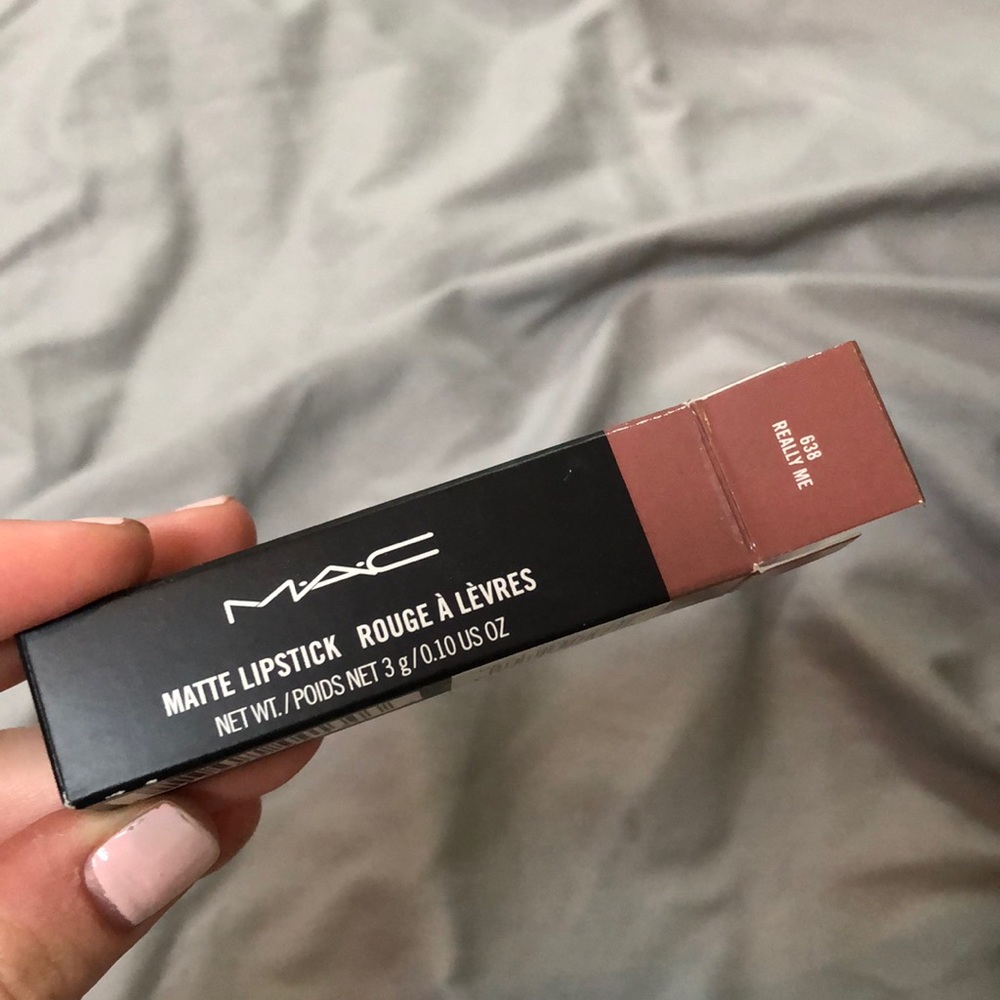 M·A·C
MATTE LIPSTICK ROUGE À LÈVRES
NET WT./POIDS NET 3 g/0.10 US OZ
638
REALLY ME